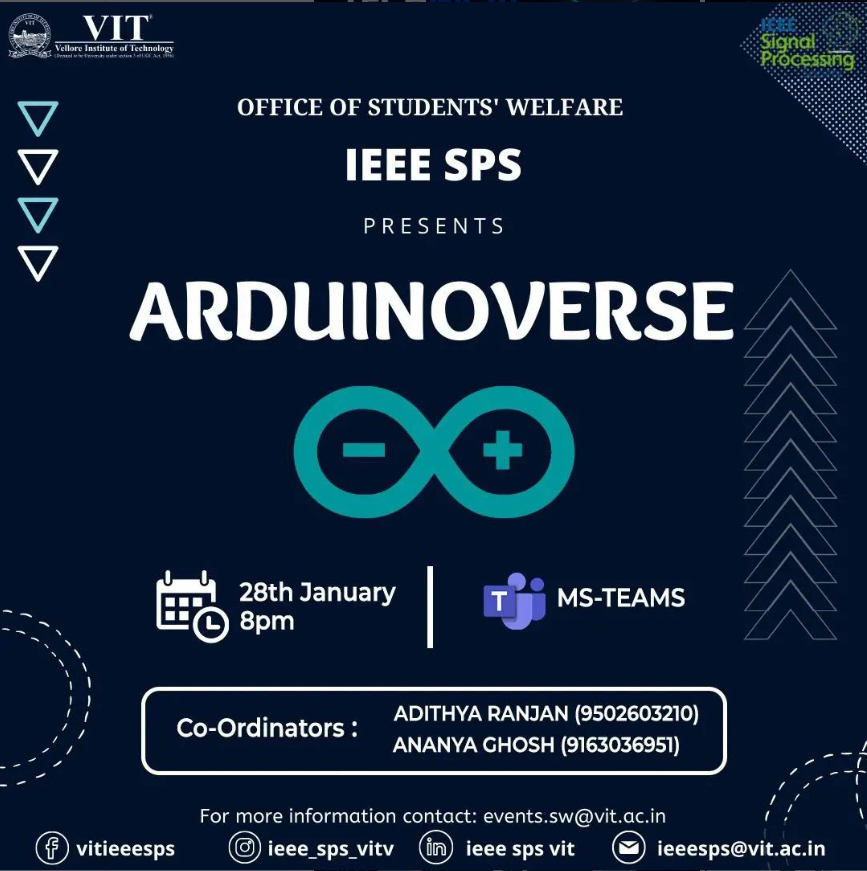 VIT
Vellore Institute of Technology
(Deemed to be University under section 3 of UGC Act, 1956)
IEEE
Signal
Processing
OFFICE OF STUDENTS' WELFARE
IEEE SPS
PRESENTS
ARDUINOVERSE
28th January
8pm
T
MS-TEAMS
Co-Ordinators :
ADITHYA RANJAN (9502603210)
ANANYA GHOSH (9163036951)
For more information contact: events.sw@vit.ac.in
vitieeesps
ieee_sps_vitv
in
ieee sps vit
ieeesps@vit.ac.in